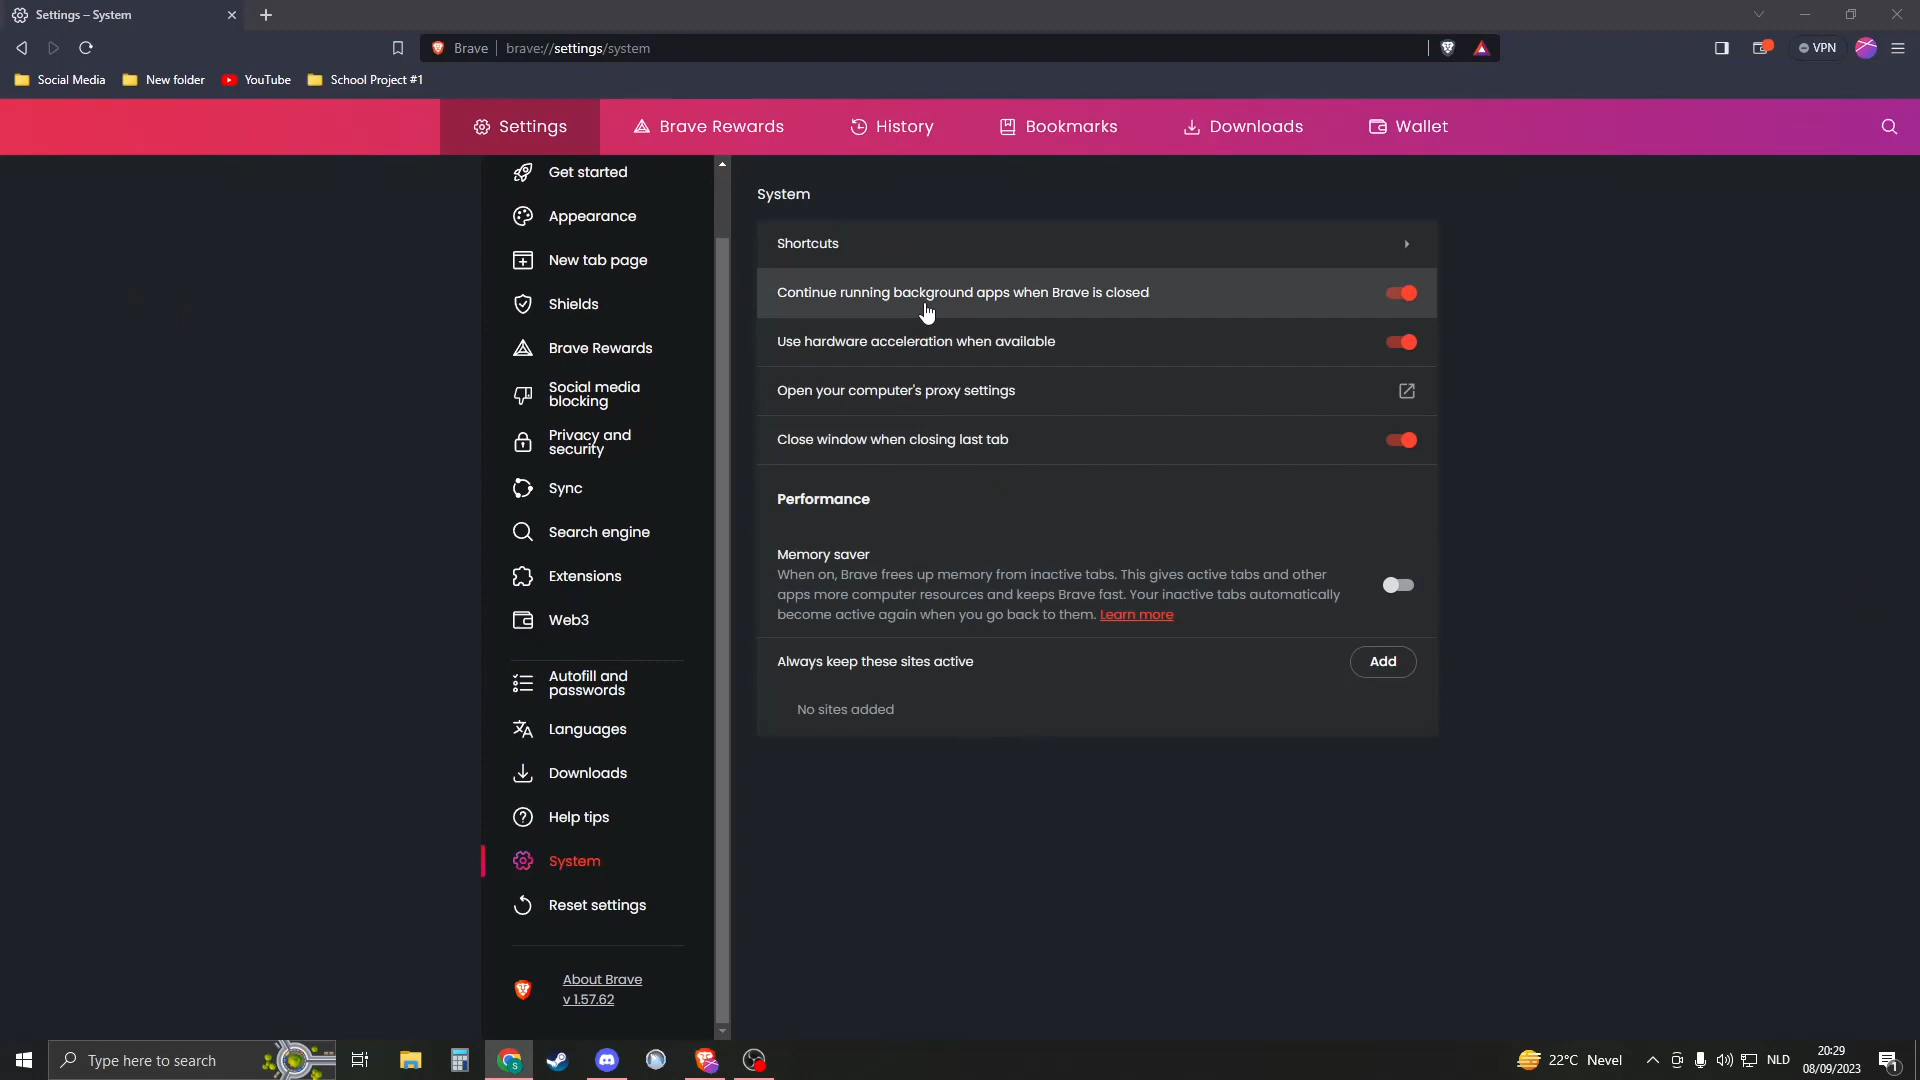 Settings – System
Brave
brave://settings/system
VPN
Social Media
New folder
YouTube
School Project #1
Settings
Brave Rewards
History
Bookmarks
Downloads
Wallet
Get started
Appearance
New tab page
Shields
Brave Rewards
Social media
blocking
Privacy and
security
Sync
Search engine
Extensions
Web3
Autofill and
passwords
Languages
Downloads
Help tips
System
Reset settings
About Brave
v 1.57.62
System
Shortcuts
Continue running background apps when Brave is closed
Use hardware acceleration when available
Open your computer's proxy settings
Close window when closing last tab
Performance
Memory saver
When on, Brave frees up memory from inactive tabs. This gives active tabs and other
apps more computer resources and keeps Brave fast. Your inactive tabs automatically
become active again when you go back to them. Learn more
Always keep these sites active
Add
No sites added
Type here to search
22°C Nevel
NLD
20:29
08/09/2023
1